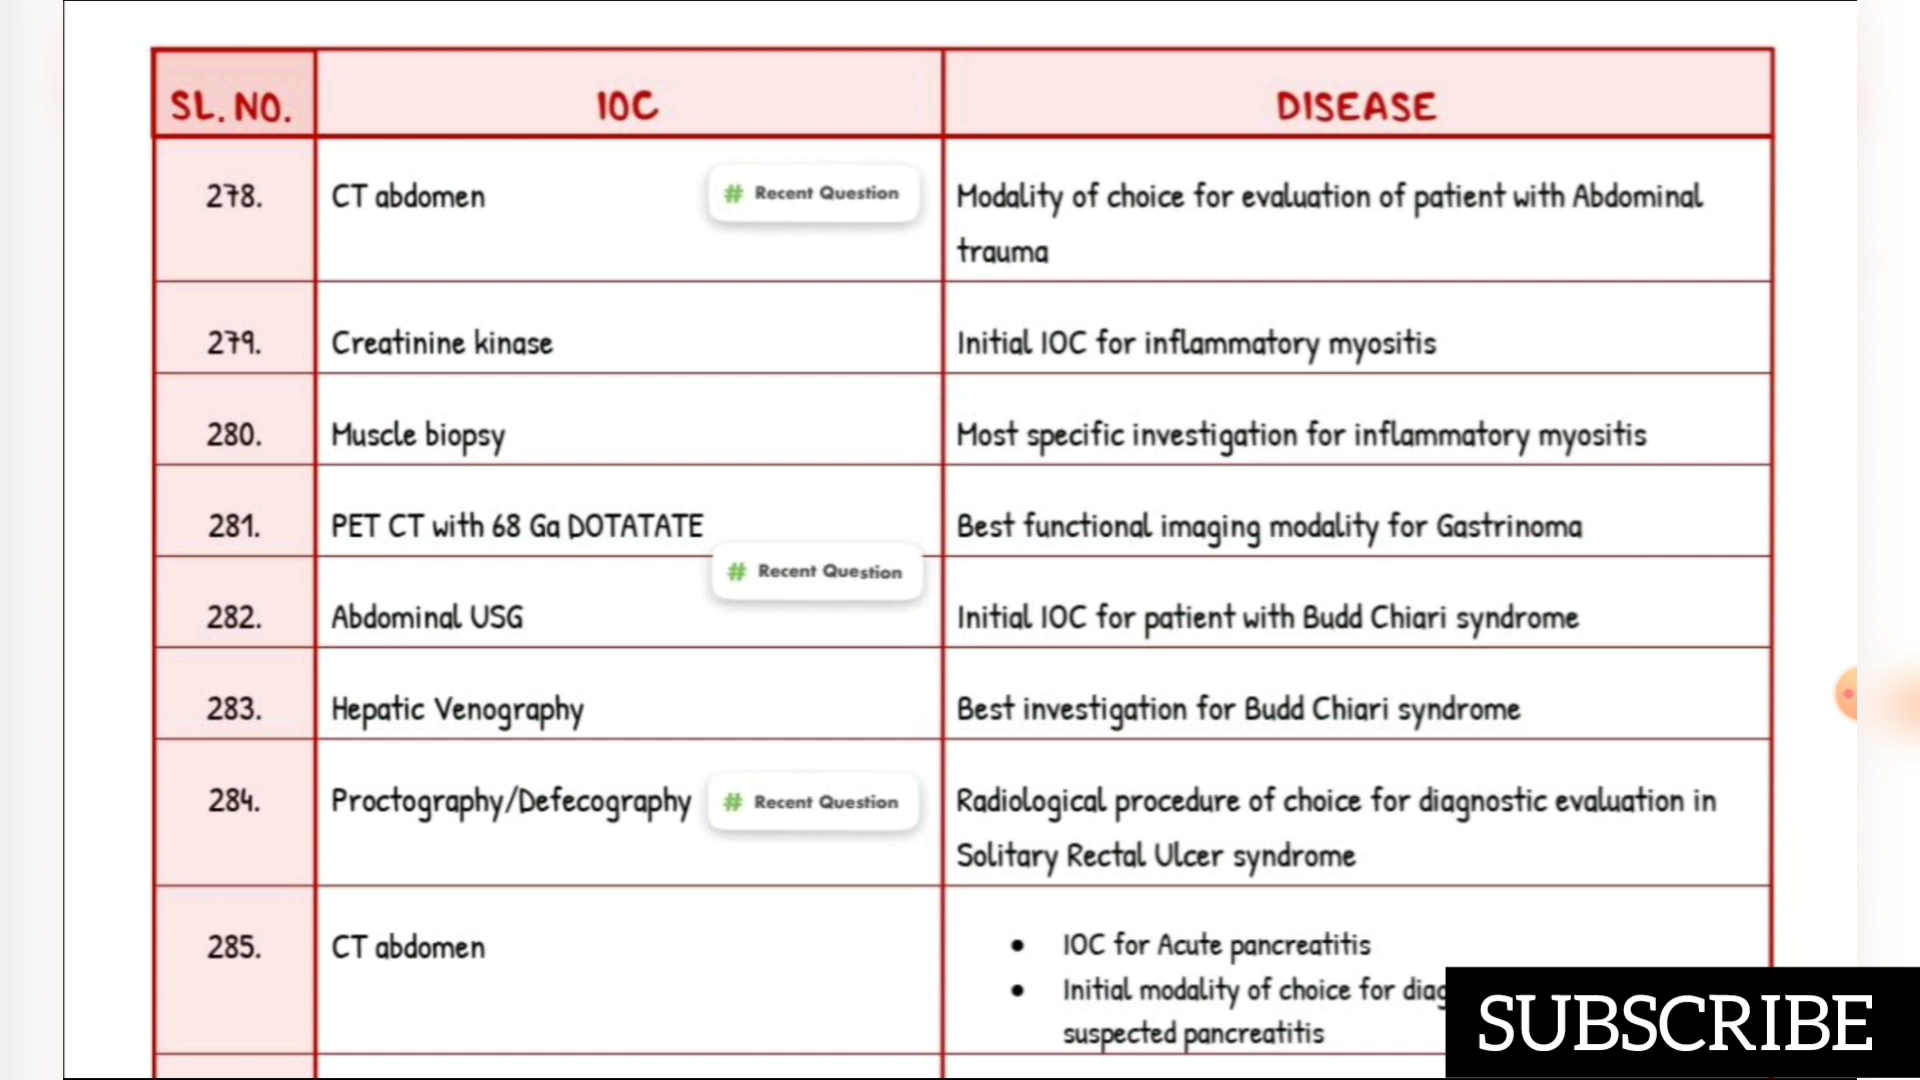 SL. NO. IOC DISEASE
278. CT abdomen # Recent Question Modality of choice for evaluation of patient with Abdominal
trauma
279. Creatinine kinase Initial IOC for inflammatory myositis
280. Muscle biopsy Most specific investigation for inflammatory myositis
281. PET CT with 68 Ga DOTATATE Best functional imaging modality for Gastrinoma
# Recent Question
282. Abdominal USG Initial IOC for patient with Budd Chiari syndrome
283. Hepatic Venography Best investigation for Budd Chiari syndrome
284. Proctography/Defecography # Recent Question Radiological procedure of choice for diagnostic evaluation in
Solitary Rectal Ulcer syndrome
285. CT abdomen • IOC for Acute pancreatitis
• Initial modality of choice for
suspected pancreatitis
SUBSCRIBE